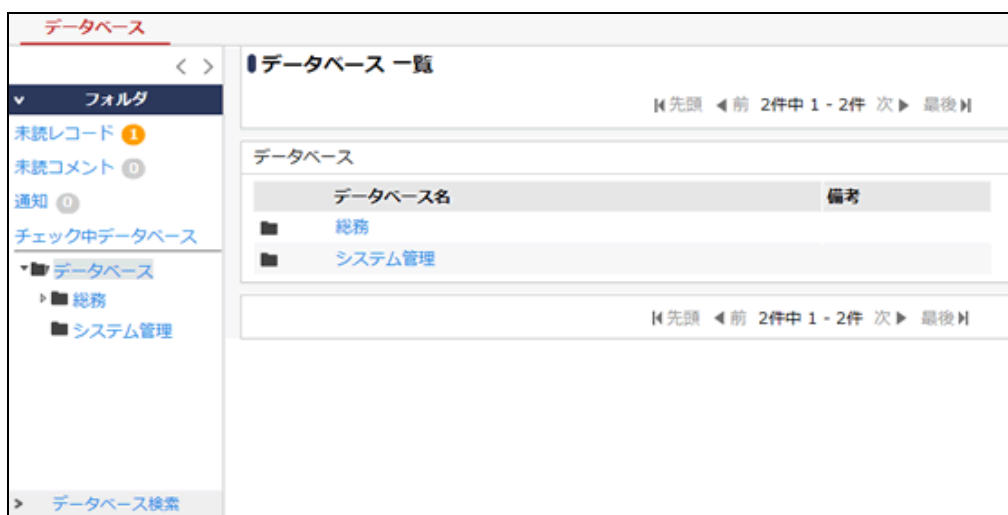 データベース
< >
フォルダ
未読レコード 1
未読コメント 0
通知 0
チェック中データベース
データベース
総務
システム管理
データベース検索
データベース 一覧
先頭 前 2件中 1 - 2件 次 最後
データベース
データベース名 備考
総務
システム管理
先頭 前 2件中 1 - 2件 次 最後